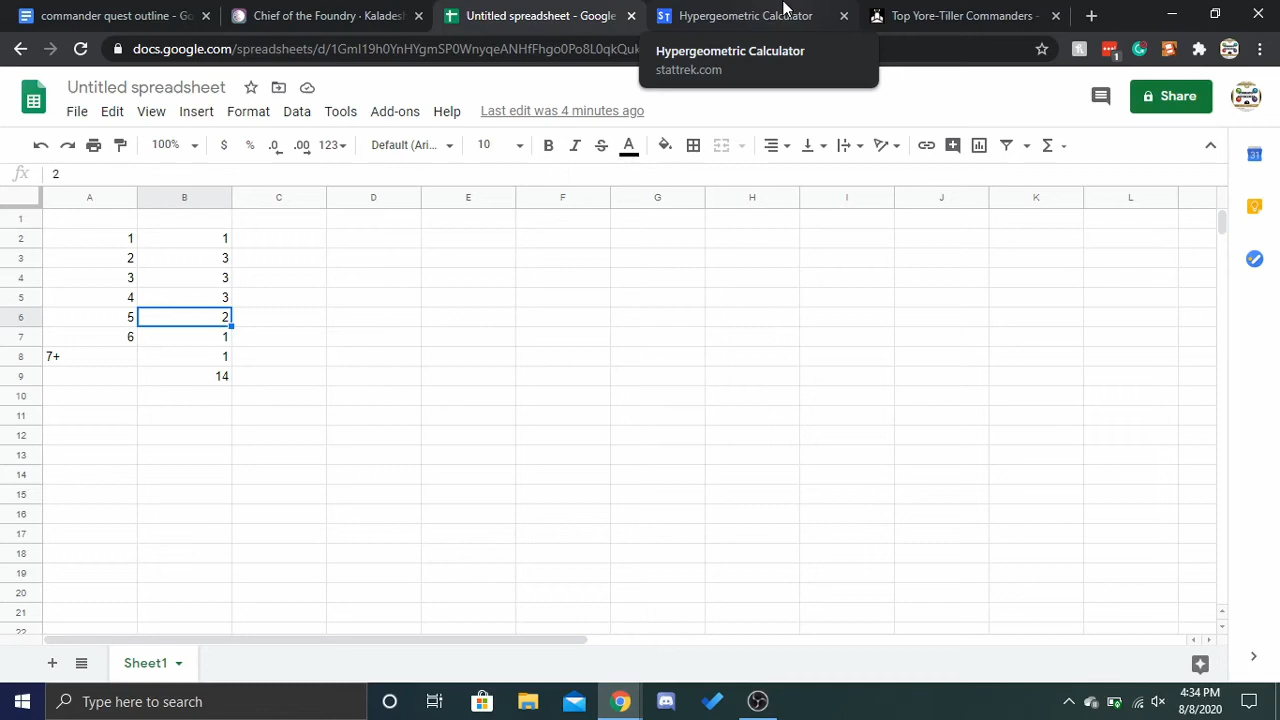 commander quest outline - Go
Chief of the Foundry - Kalades
Untitled spreadsheet - Google
Hypergeometric Calculator
Top Yore-Tiller Commanders -
docs.google.com/spreadsheets/d/1GmI19h0YnHYgmSP0WnyqeANHfFhgo0Po8L0qkQuk
1
Hypergeometric Calculator
stattrek.com
Untitled spreadsheet
File Edit View Insert Format Data Tools Add-ons Help Last edit was 4 minutes ago
Share
100% $ % .0 .00 123 Default (Ari... 10 B I S A
fx 2
31
A B C D E F G H I J K L
1
2 1 1
3 2 3
4 3 3
5 4 3
6 5 2
7 6 1
8 7+ 1
9 14
10
11
12
13
14
15
16
17
18
19
20
21
22
Sheet1
Type here to search
4:34 PM
8/8/2020